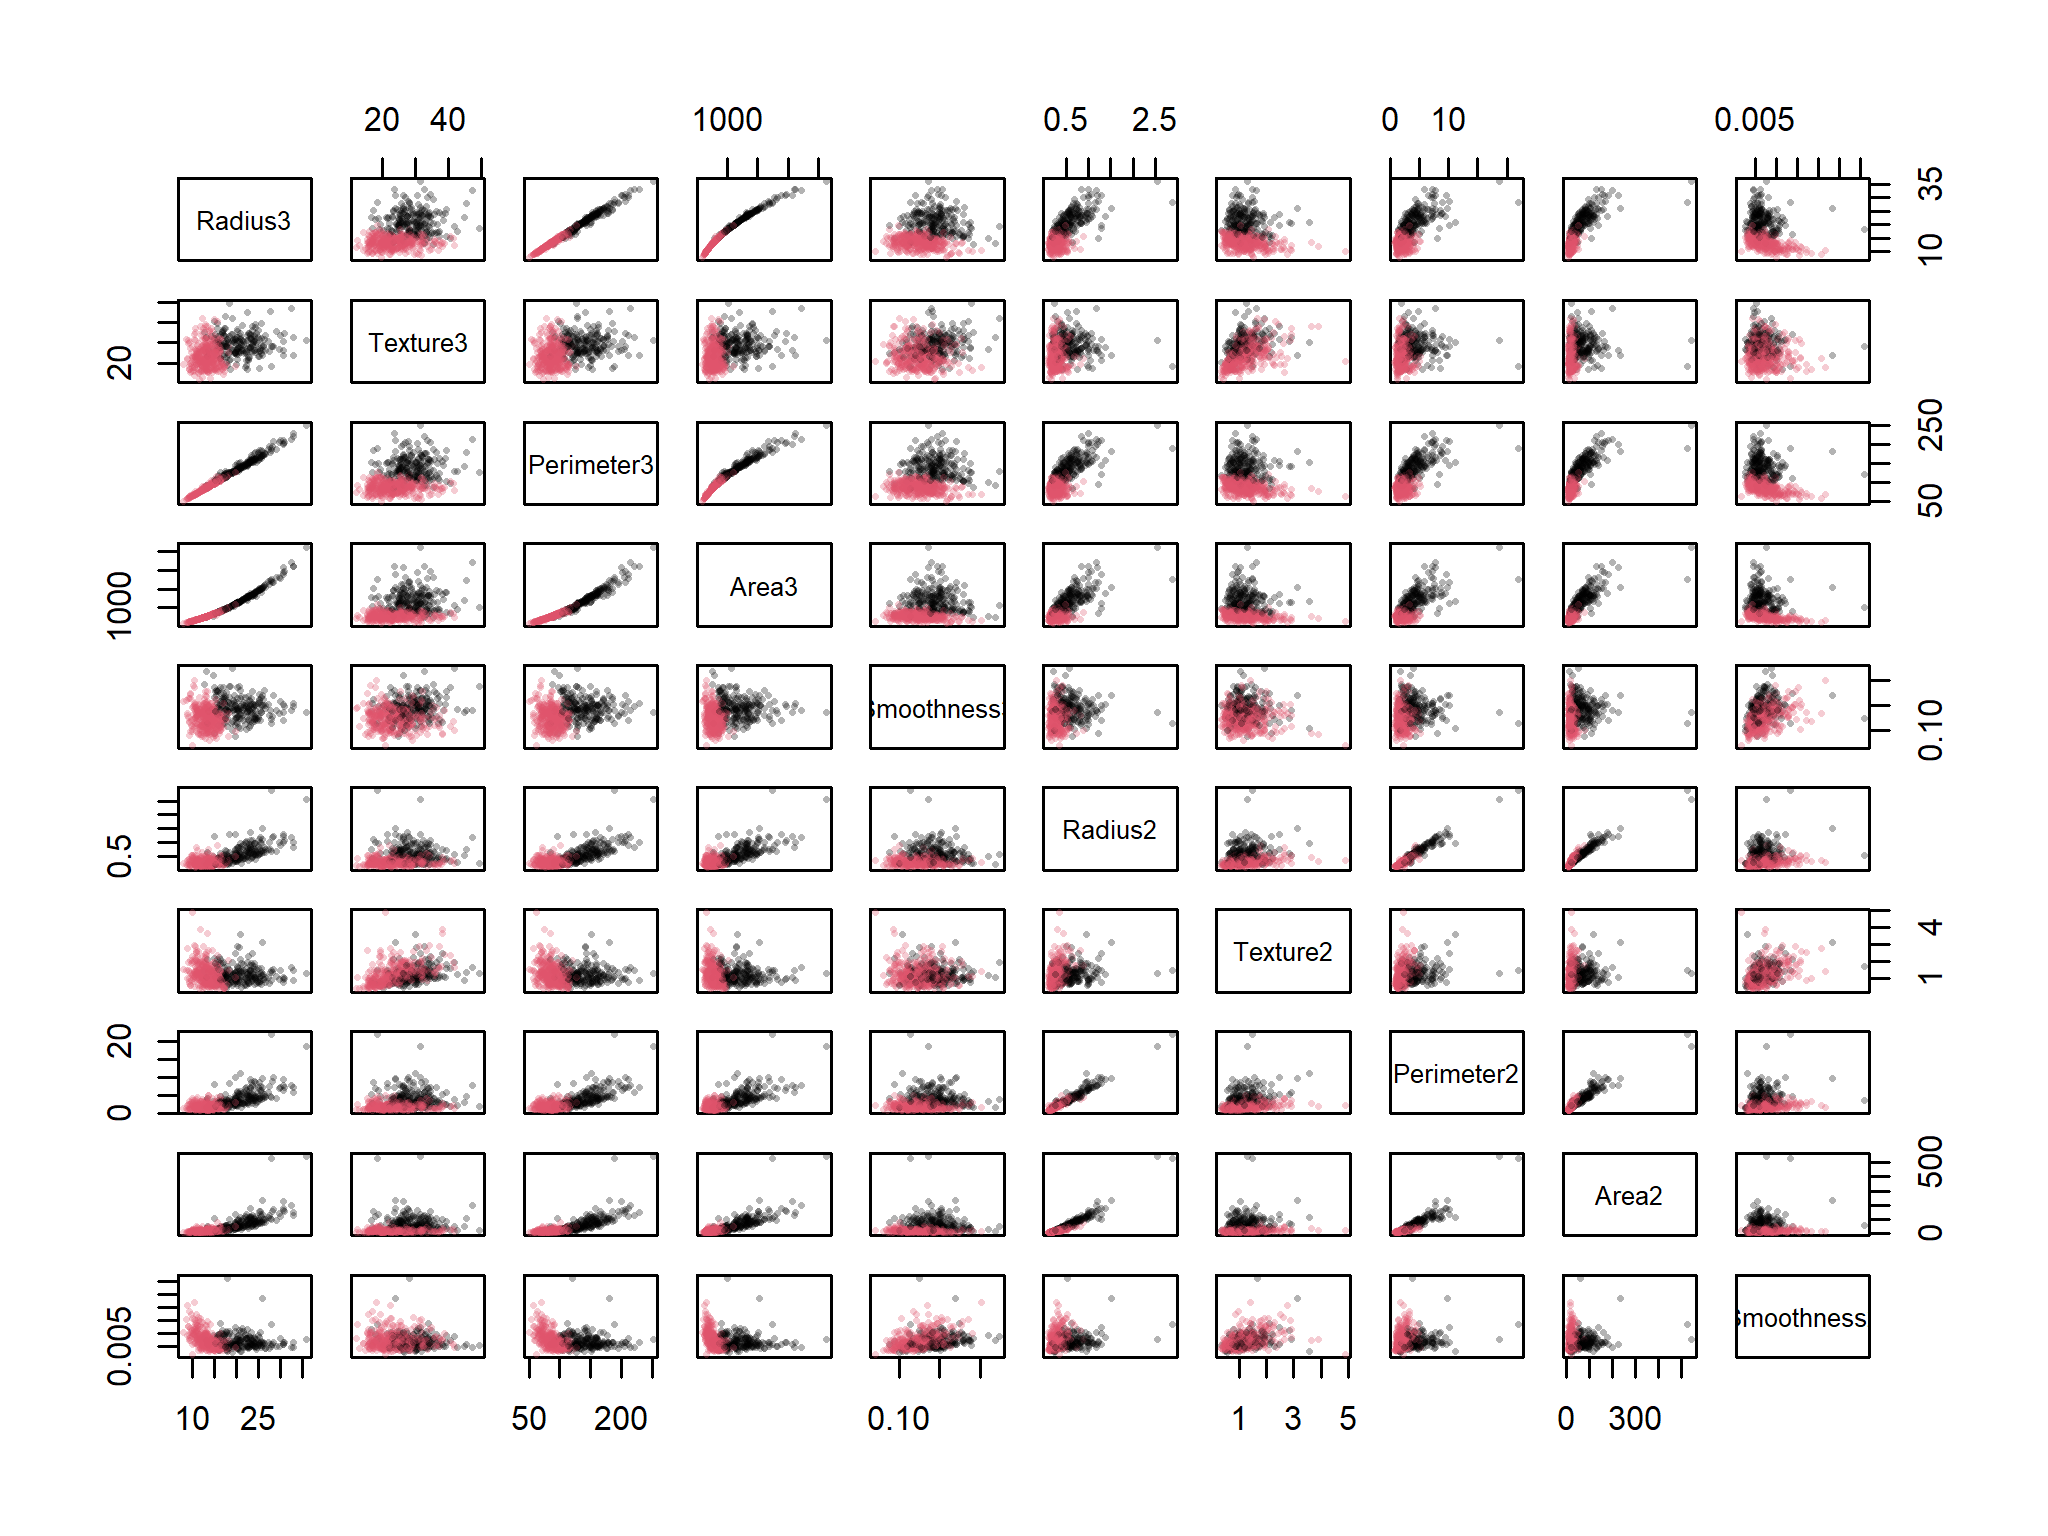 20 40 1000 0.5 2.5 0 10 0.005
Radius3 10 35
20 Texture3
Perimeter3 50 250
1000 Area3
Smoothness3 0.10
0.5 Radius2
Texture2 1 4
0 20 Perimeter2
Area2 0 500
0.005 Smoothness
10 25 50 200 0.10 1 3 5 0 300